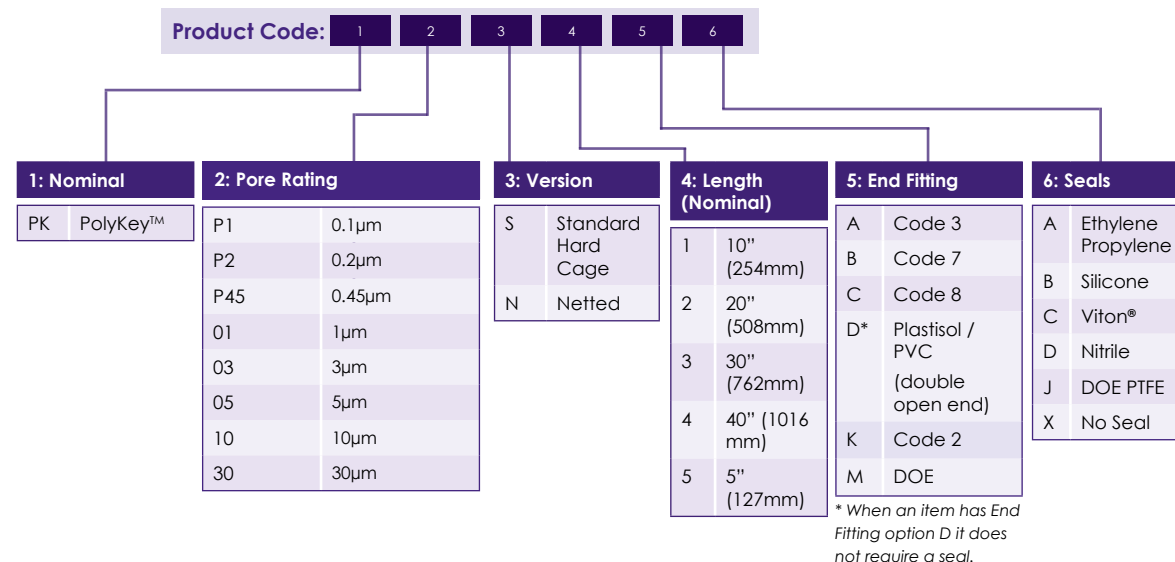 Product Code: 1 2 3 4 5 6
1: Nominal
PK PolyKey™
2: Pore Rating
P1 0.1µm
P2 0.2µm
P45 0.45µm
01 1µm
03 3µm
05 5µm
10 10µm
30 30µm
3: Version
S Standard
Hard
Cage
N Netted
4: Length
(Nominal)
1 10”
(254mm)
2 20”
(508mm)
3 30”
(762mm)
4 40” (1016
mm)
5 5”
(127mm)
5: End Fitting
A Code 3
B Code 7
C Code 8
D* Plastisol /
PVC
(double
open end)
K Code 2
M DOE
* When an item has End
Fitting option D it does
not require a seal.
6: Seals
A Ethylene
Propylene
B Silicone
C Viton®
D Nitrile
J DOE PTFE
X No Seal